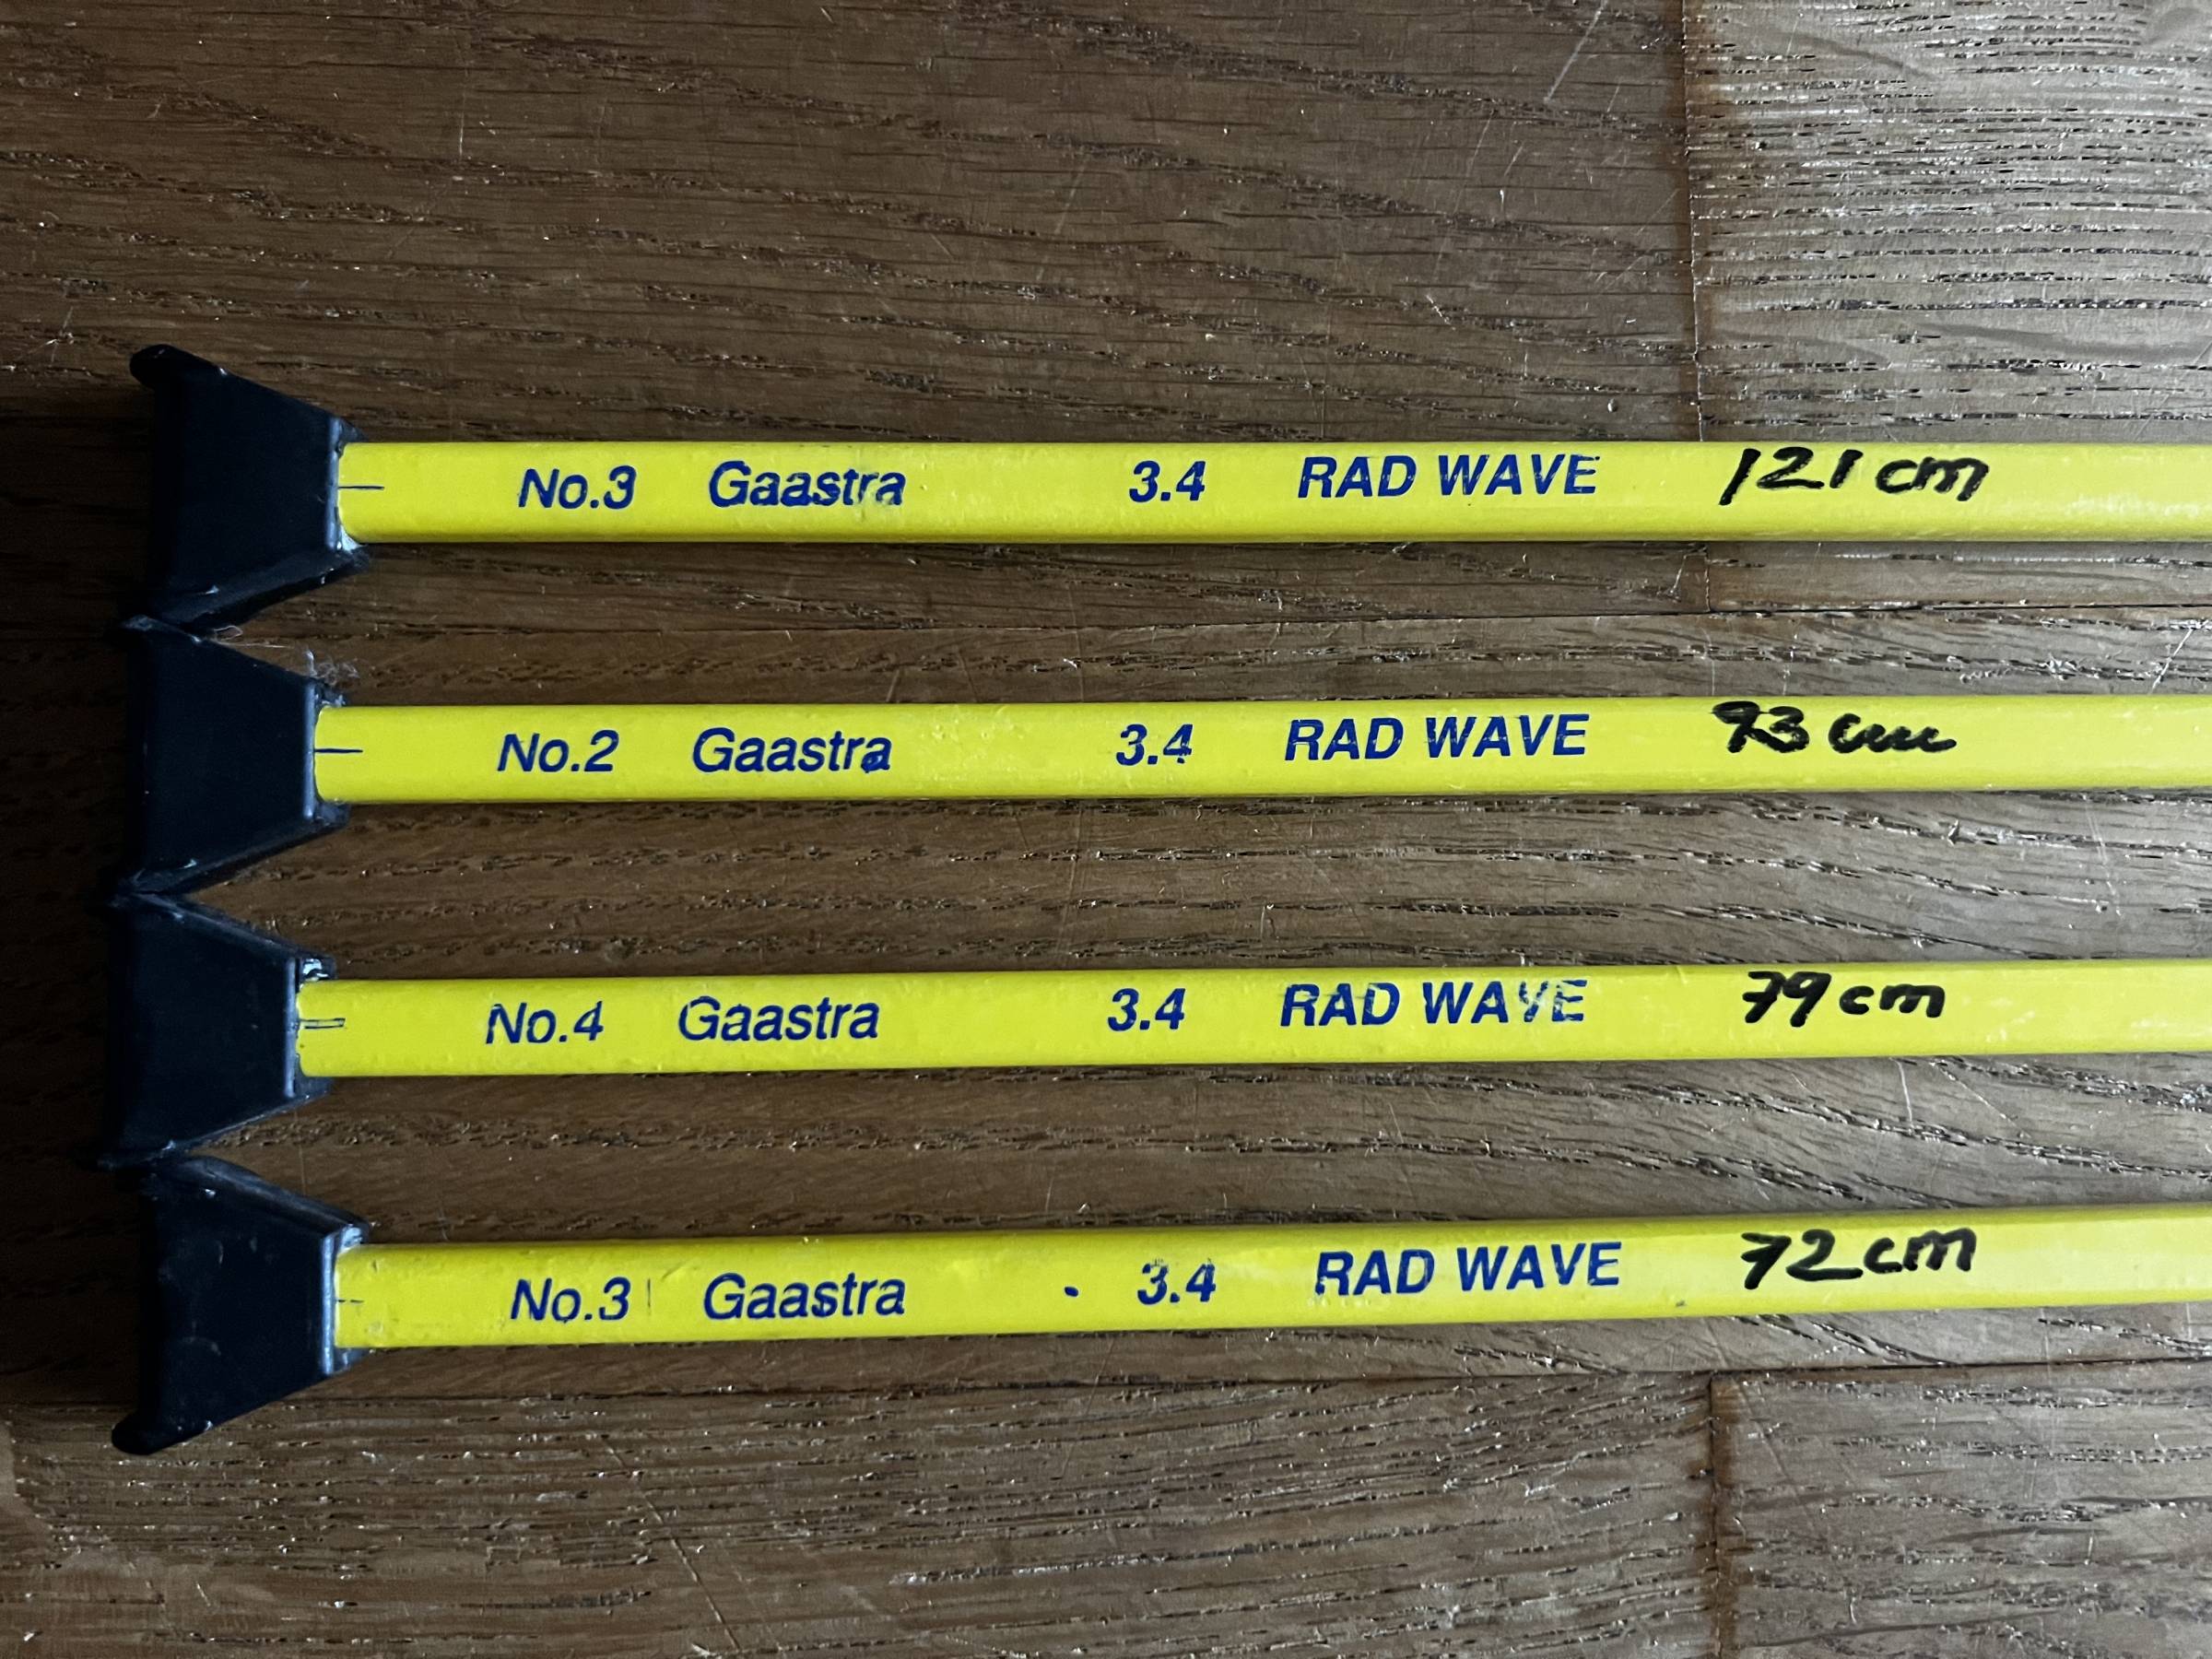 No.3 Gaastra 3.4 RAD WAVE 121 cm
No.2 Gaastra 3.4 RAD WAVE 93 cm
No.4 Gaastra 3.4 RAD WAVE 79 cm
No.3 Gaastra 3.4 RAD WAVE 72 cm